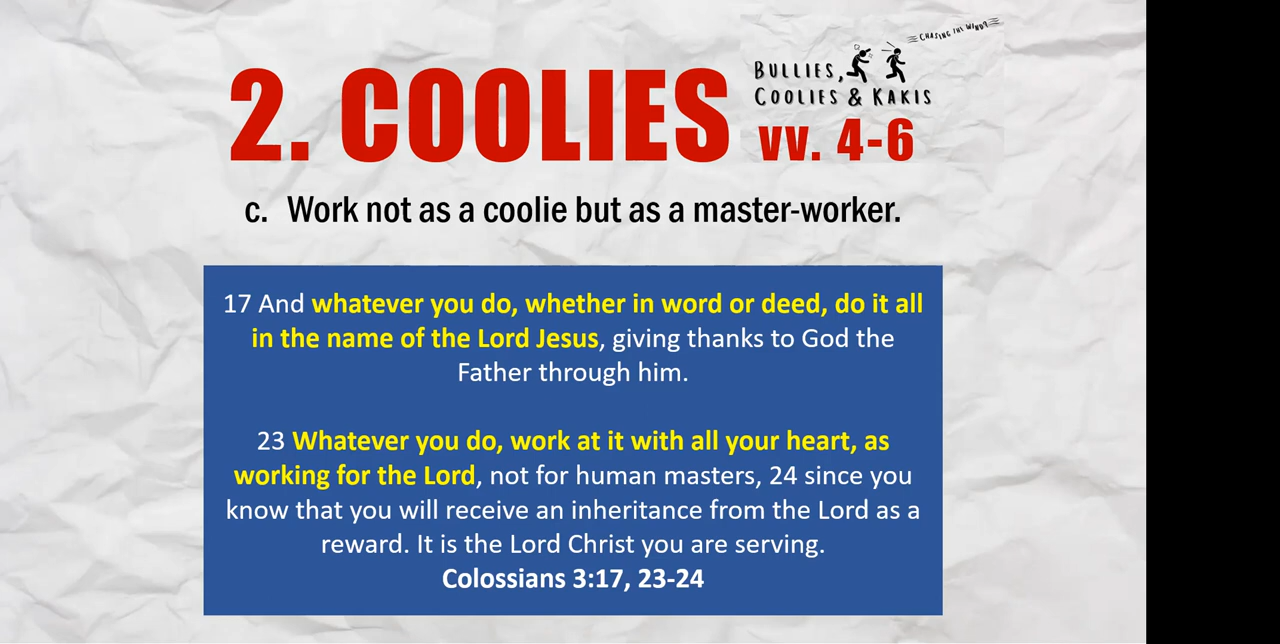 CHASING THE WIND?
BULLIES,
COOLIES & KAKIS
2. COOLIES
vv. 4-6
c. Work not as a coolie but as a master-worker.
17 And whatever you do, whether in word or deed, do it all
in the name of the Lord Jesus, giving thanks to God the
Father through him.
23 Whatever you do, work at it with all your heart, as
working for the Lord, not for human masters, 24 since you
know that you will receive an inheritance from the Lord as a
reward. It is the Lord Christ you are serving.
Colossians 3:17, 23-24